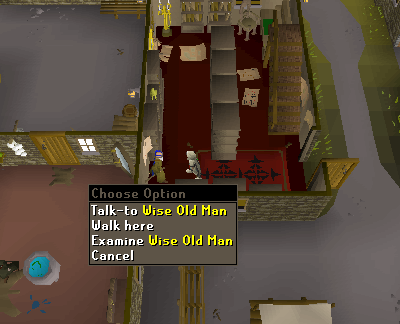 Choose Option
Talk-to Wise Old Man
Walk here
Examine Wise Old Man
Cancel